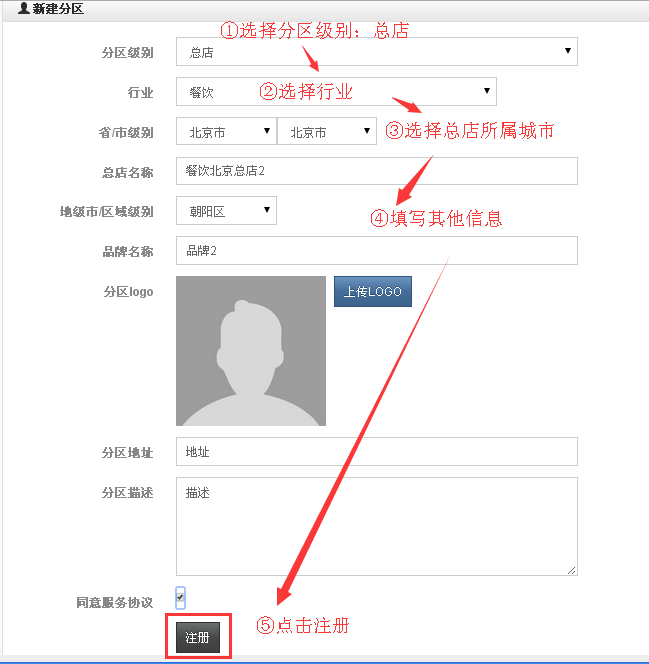 新建分区
①选择分区级别：总店
分区级别 总店
行业 餐饮 ②选择行业
省/市级别 北京市 北京市 ③选择总店所属城市
总店名称 餐饮北京总店2
地级市/区域级别 朝阳区 ④填写其他信息
品牌名称 品牌2
分区logo 上传LOGO
分区地址 地址
分区描述 描述
同意服务协议
注册 ⑤点击注册